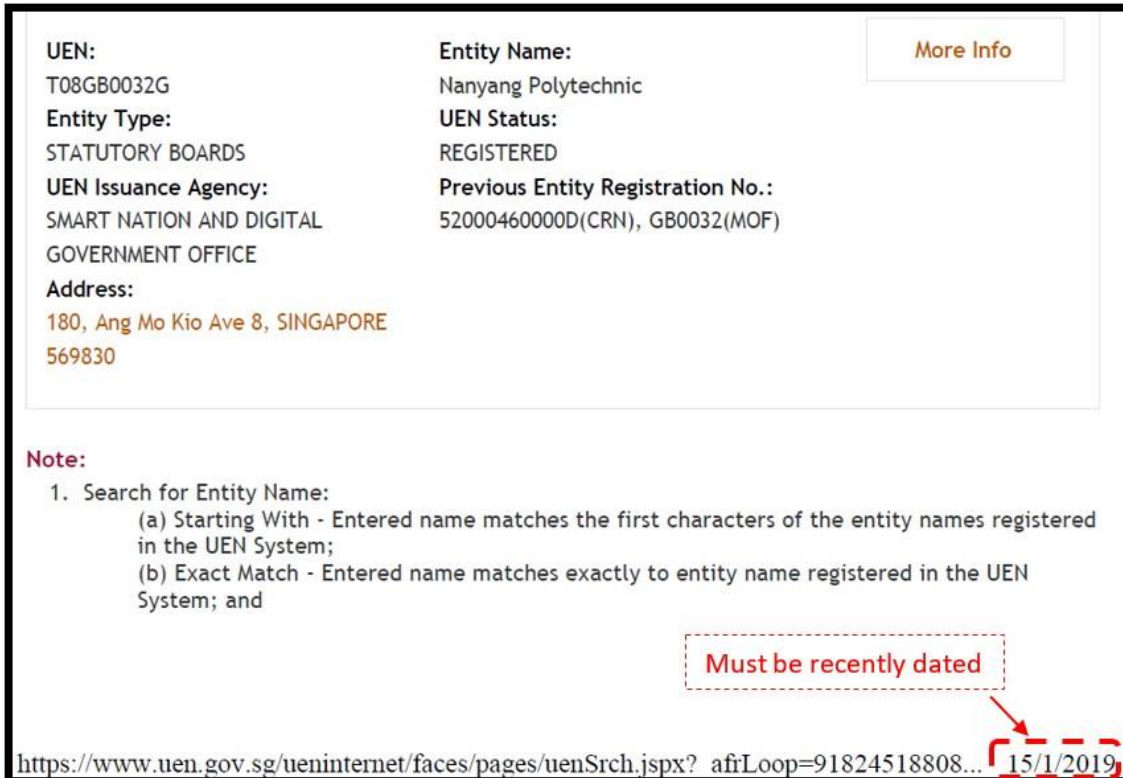 UEN:
T08GB0032G
Entity Type:
STATUTORY BOARDS
UEN Issuance Agency:
SMART NATION AND DIGITAL
GOVERNMENT OFFICE
Address:
180, Ang Mo Kio Ave 8, SINGAPORE
569830
Entity Name:
Nanyang Polytechnic
UEN Status:
REGISTERED
Previous Entity Registration No.:
52000460000D(CRN), GB0032(MOF)
More Info
Note:
1. Search for Entity Name:
(a) Starting With - Entered name matches the first characters of the entity names registered
in the UEN System;
(b) Exact Match - Entered name matches exactly to entity name registered in the UEN
System; and
Must be recently dated
https://www.uen.gov.sg/ueninternet/faces/pages/uenSrch.jspx?_afrLoop=91824518808... 15/1/2019